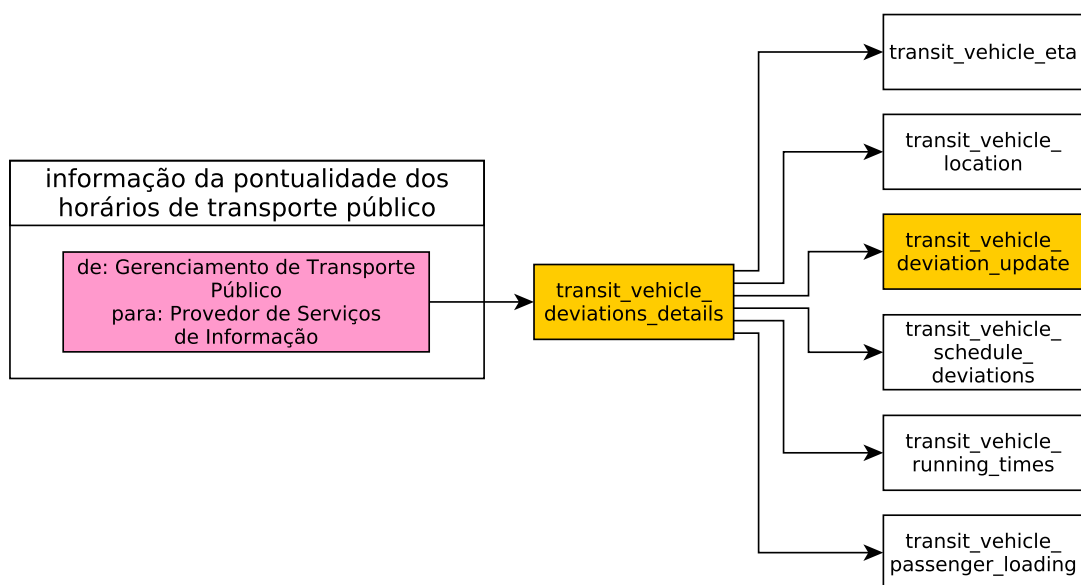 informação da pontualidade dos
horários de transporte público
de: Gerenciamento de Transporte
Público
para: Provedor de Serviços
de Informação
transit_vehicle_
deviations_details
transit_vehicle_eta
transit_vehicle_
location
transit_vehicle_
deviation_update
transit_vehicle_
schedule_
deviations
transit_vehicle_
running_times
transit_vehicle_
passenger_loading